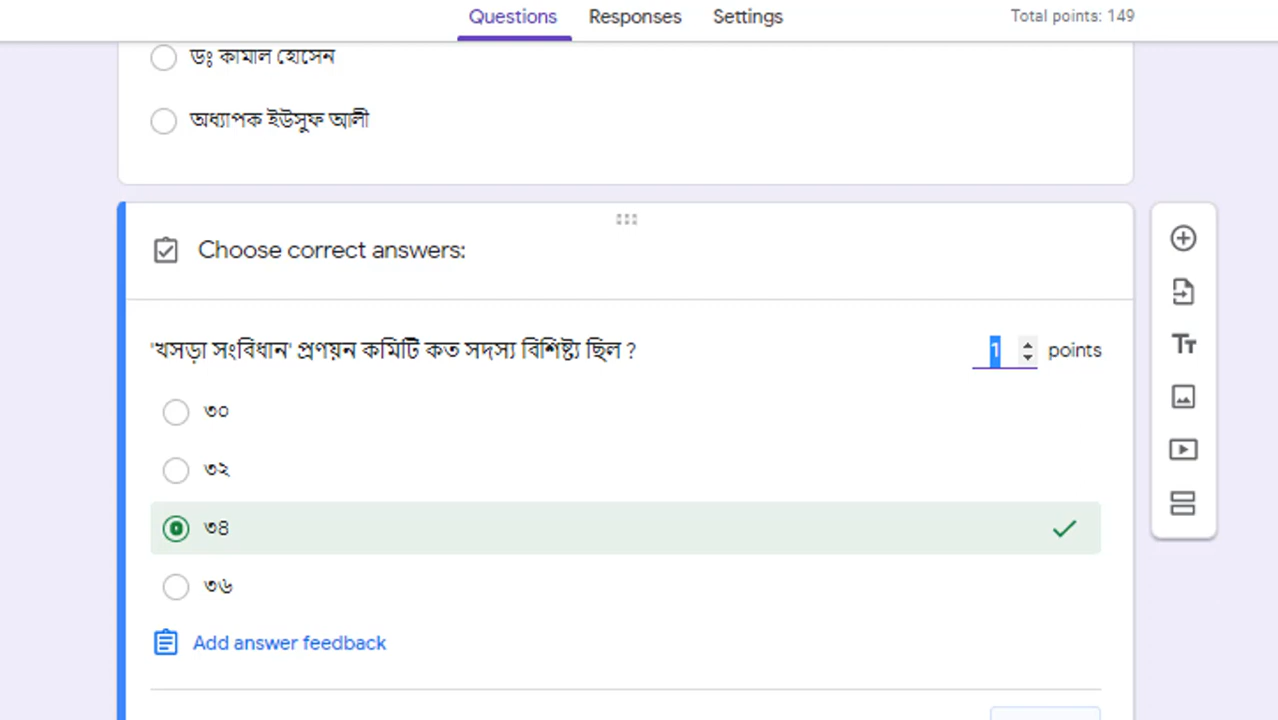 Questions Responses Settings Total points: 149
ডঃ কামাল হোসেন
অধ্যাপক ইউসুফ আলী
Choose correct answers:
'খসড়া সংবিধান' প্রণয়ন কমিটি কত সদস্য বিশিষ্ট্য ছিল ? 1 points
৩০
৩২
৩৪
৩৬
Add answer feedback